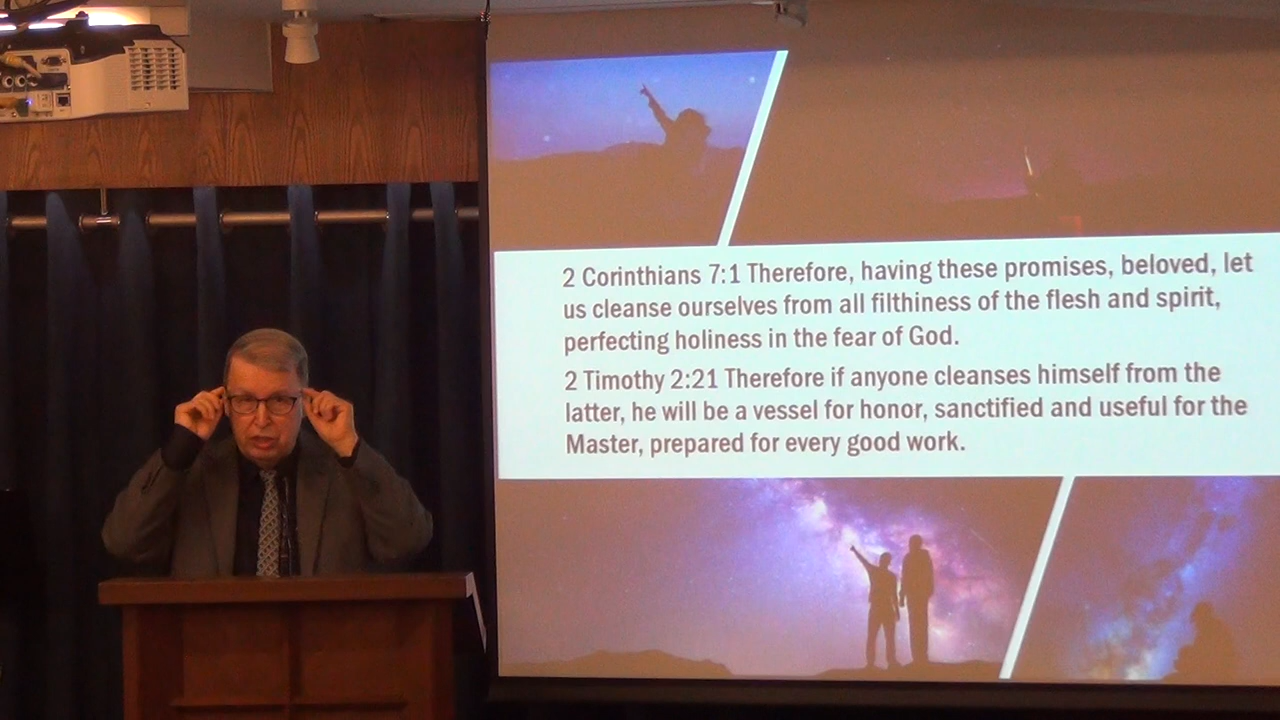 2 Corinthians 7:1 Therefore, having these promises, beloved, let
us cleanse ourselves from all filthiness of the flesh and spirit,
perfecting holiness in the fear of God.
2 Timothy 2:21 Therefore if anyone cleanses himself from the
latter, he will be a vessel for honor, sanctified and useful for the
Master, prepared for every good work.